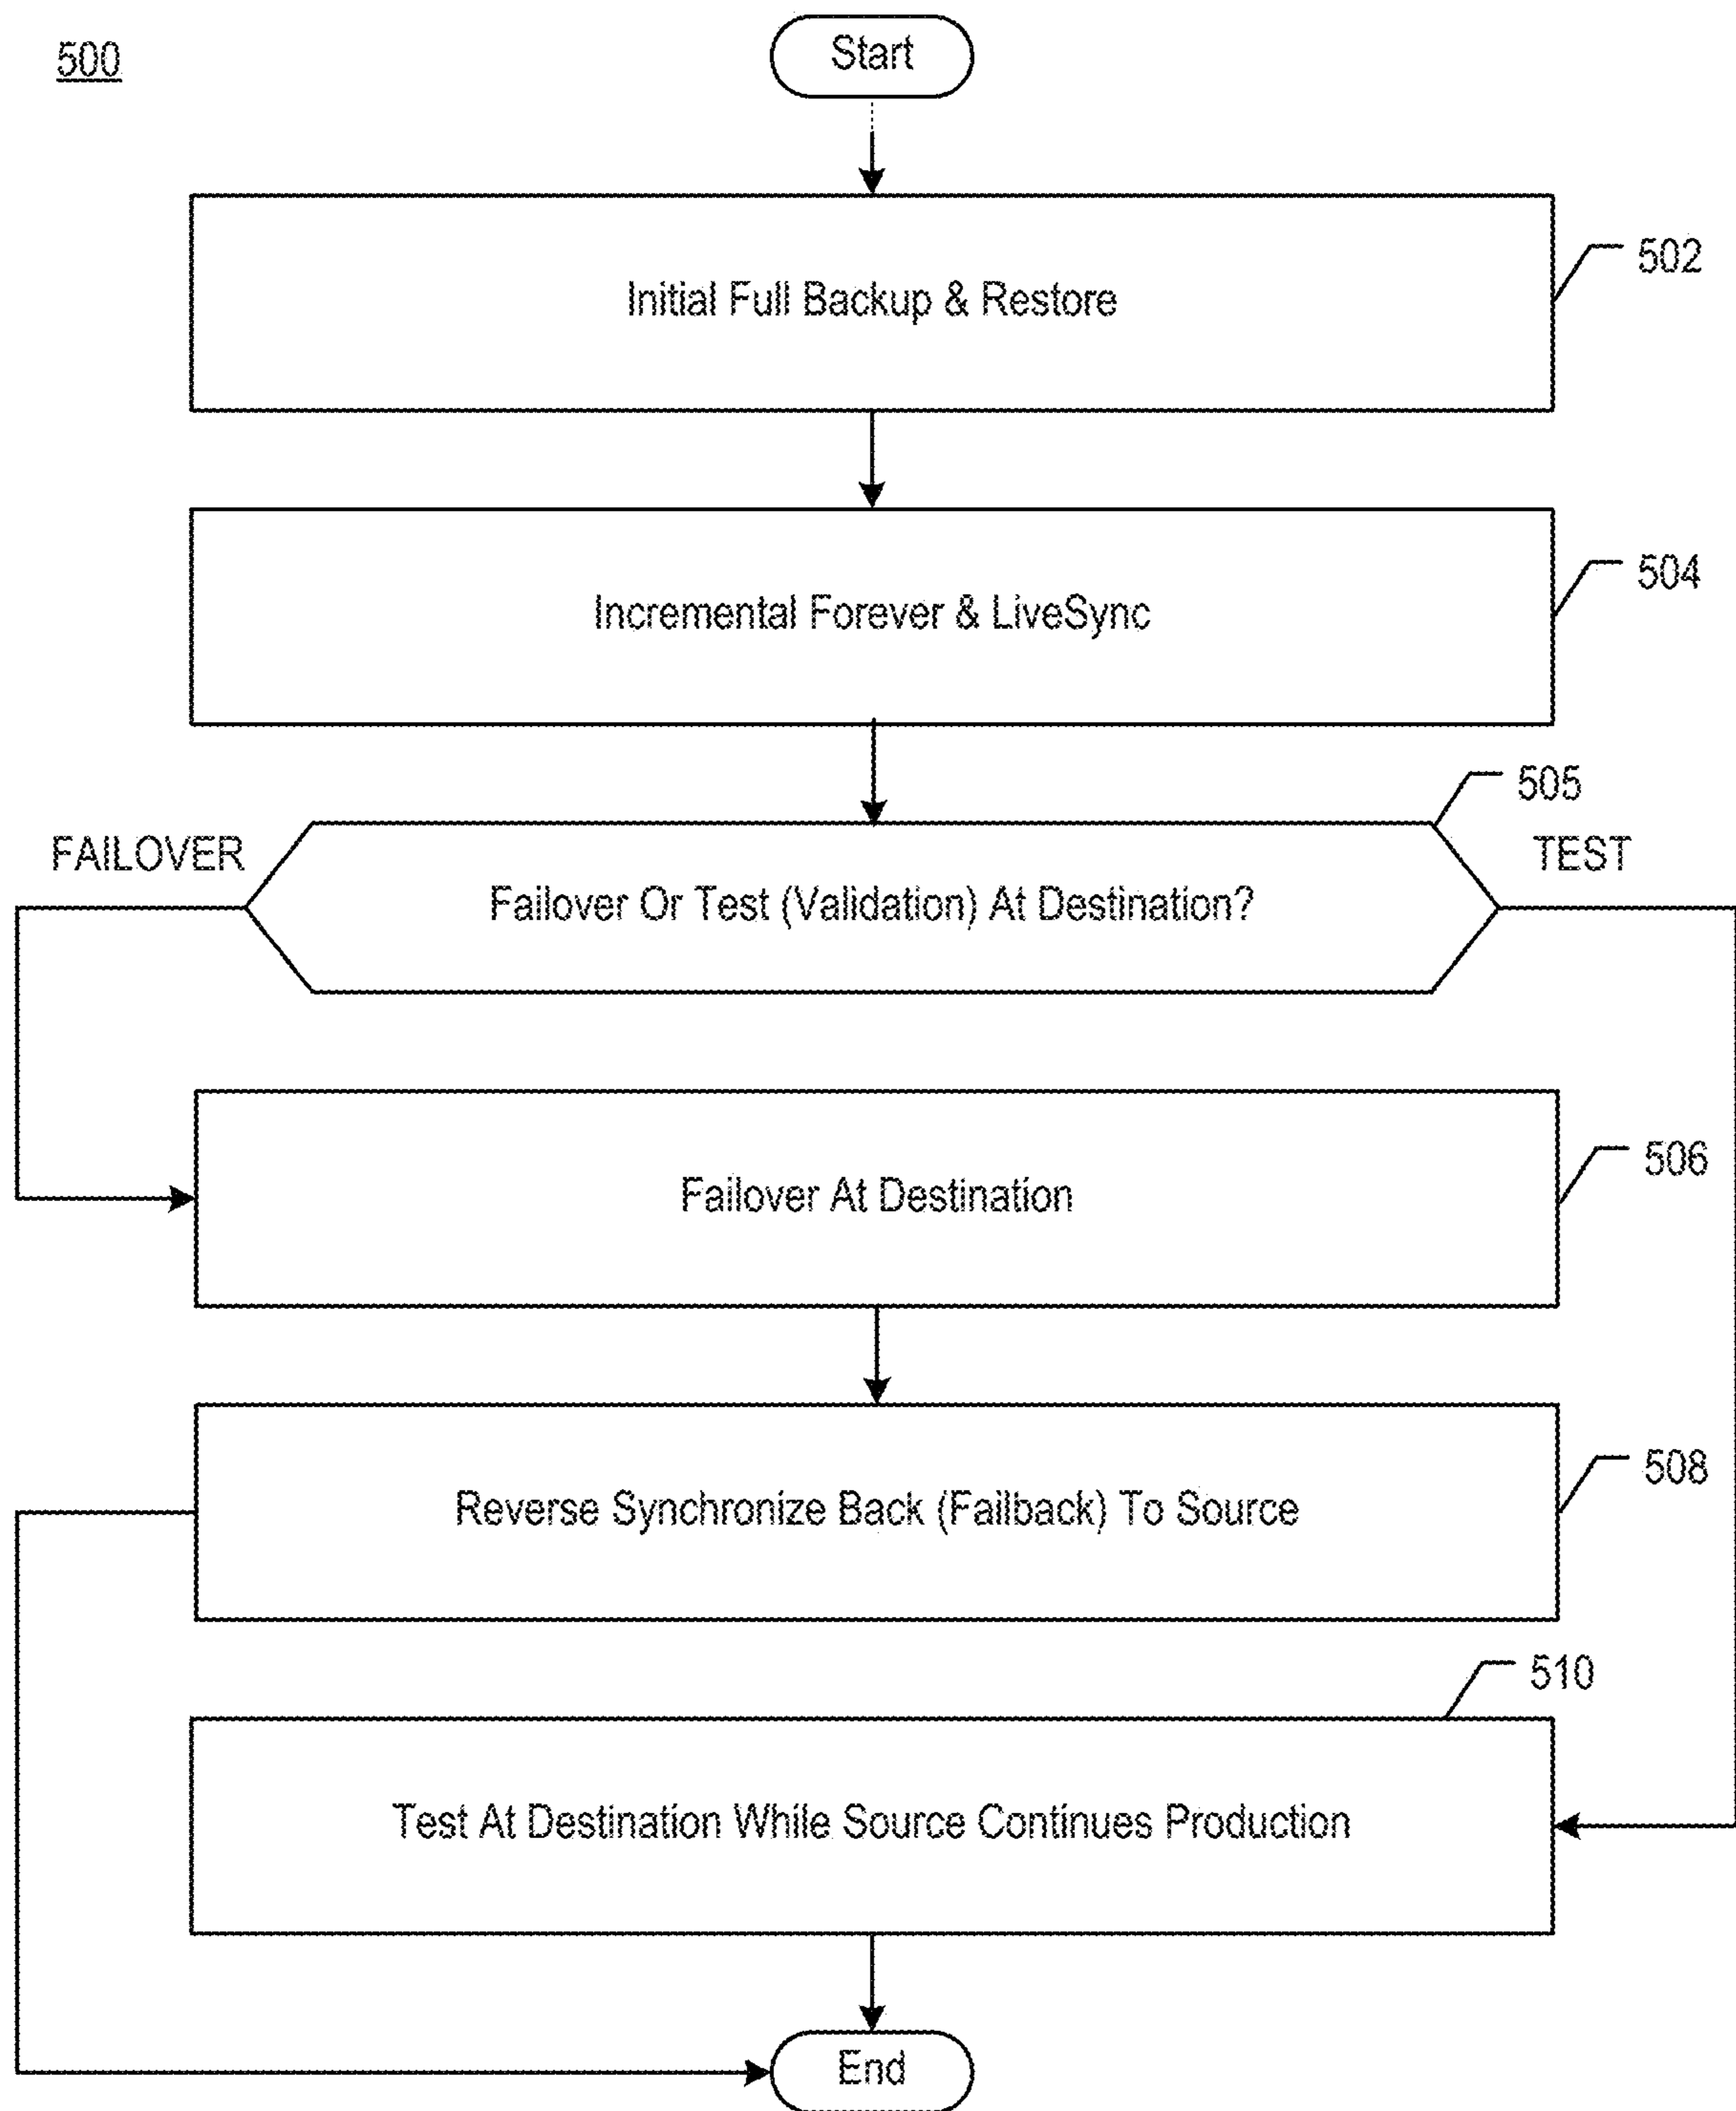 500
Start
Initial Full Backup & Restore
502
Incremental Forever & LiveSync
504
505
FAILOVER
TEST
Failover Or Test (Validation) At Destination?
Failover At Destination
506
Reverse Synchronize Back (Failback) To Source
508
510
Test At Destination While Source Continues Production
End